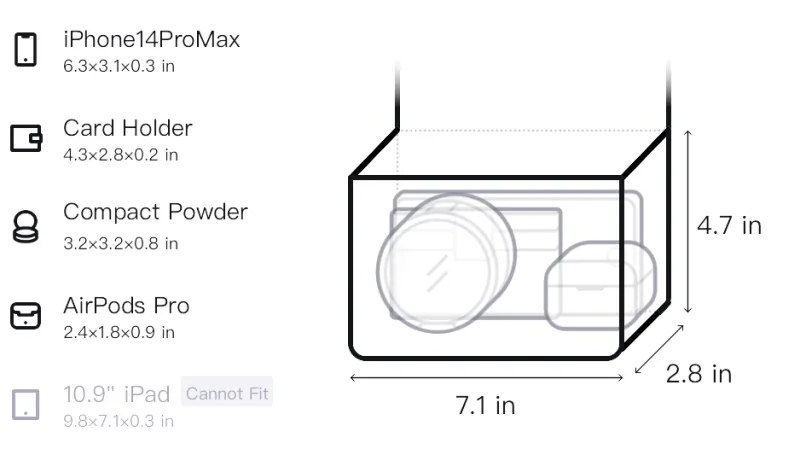 iPhone14ProMax
6.3×3.1×0.3 in
Card Holder
4.3×2.8×0.2 in
Compact Powder
3.2×3.2×0.8 in
AirPods Pro
2.4×1.8×0.9 in
10.9" iPad Cannot Fit
9.8×7.1×0.3 in
4.7 in
2.8 in
7.1 in